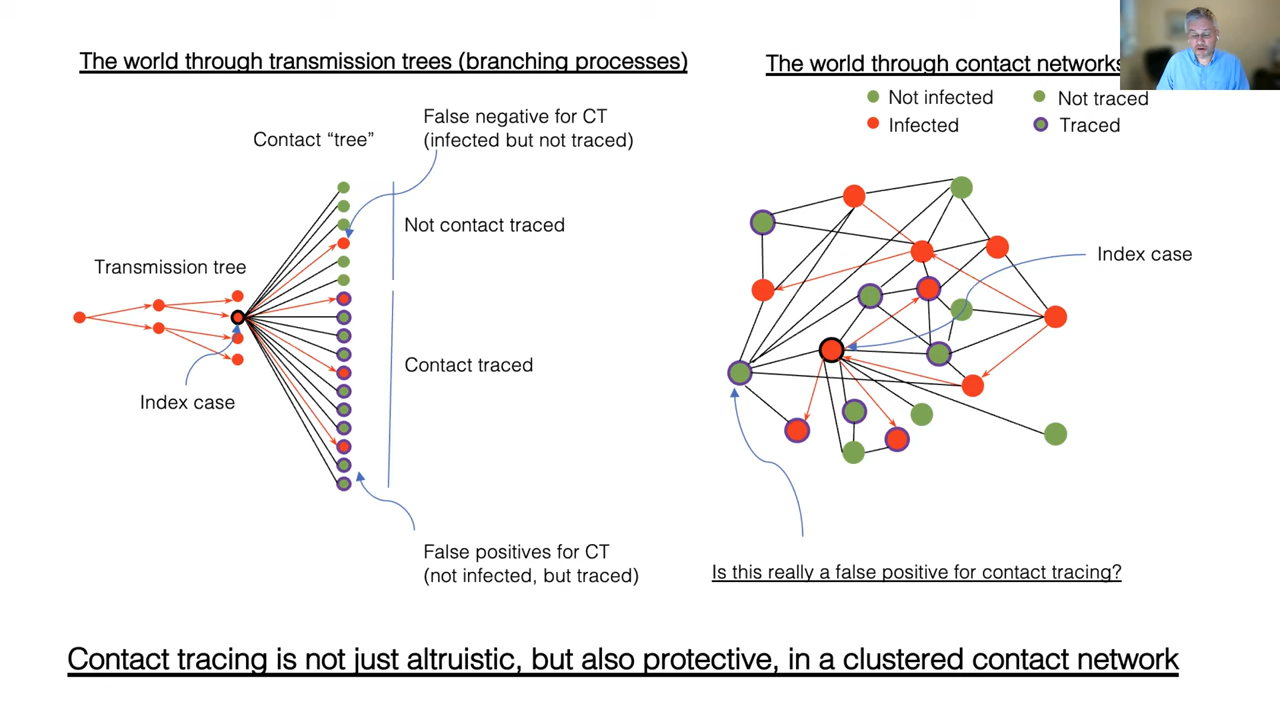 The world through transmission trees (branching processes)
The world through contact networks
Not infected
Not traced
Infected
Traced
False negative for CT
(infected but not traced)
Contact “tree”
Not contact traced
Transmission tree
Index case
Contact traced
Index case
False positives for CT
(not infected, but traced)
Is this really a false positive for contact tracing?
Contact tracing is not just altruistic, but also protective, in a clustered contact network